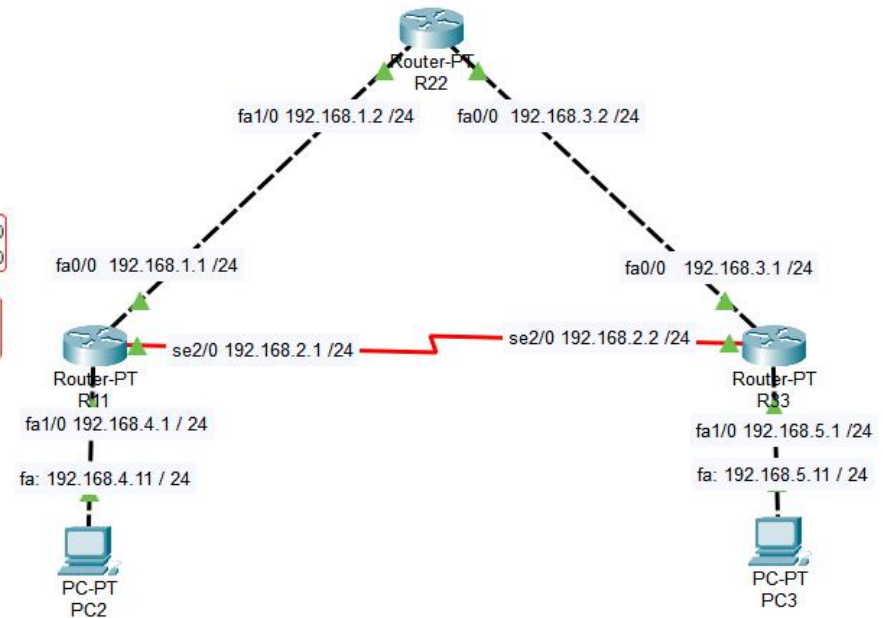 Router-PT
R22
fa1/0 192.168.1.2 /24
fa0/0 192.168.3.2 /24
fa0/0 192.168.1.1 /24
fa0/0 192.168.3.1 /24
se2/0 192.168.2.1 /24
se2/0 192.168.2.2 /24
Router-PT
R11
Router-PT
R33
fa1/0 192.168.4.1 / 24
fa1/0 192.168.5.1 /24
fa: 192.168.4.11 / 24
fa: 192.168.5.11 / 24
PC-PT
PC2
PC-PT
PC3